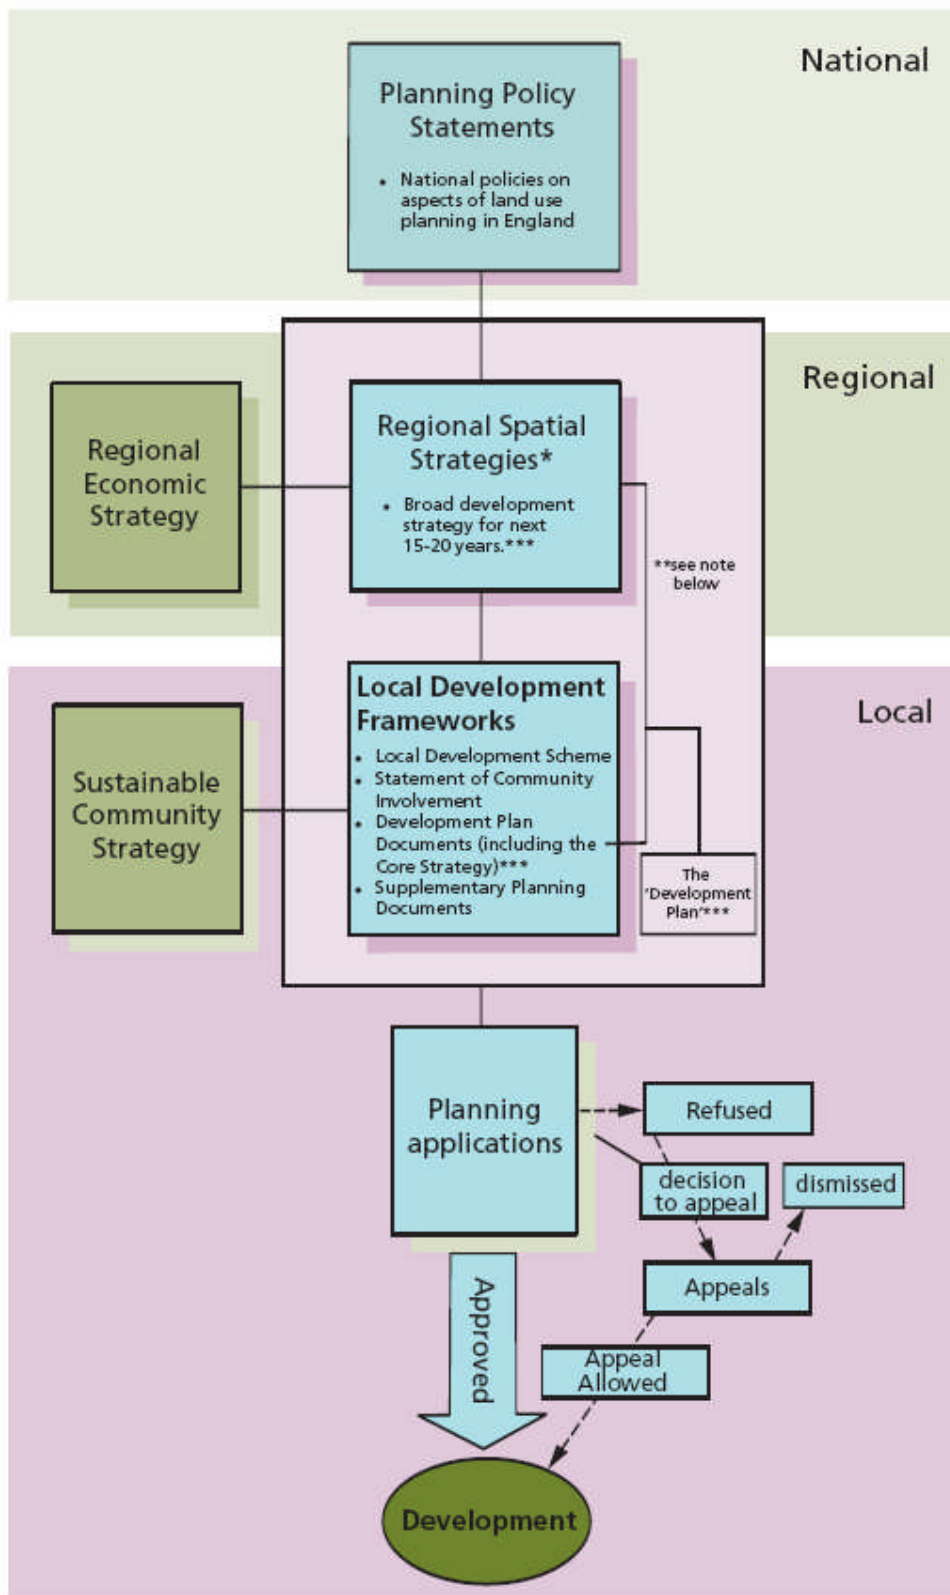 National
Planning Policy
Statements
• National policies on
aspects of land use
planning in England
Regional
Regional
Economic
Strategy
Regional Spatial
Strategies*
• Broad development
strategy for next
15-20 years.***
**see note
below
Local
Sustainable
Community
Strategy
Local Development
Frameworks
• Local Development Scheme
• Statement of Community
Involvement
• Development Plan
Documents (including the
Core Strategy)***
• Supplementary Planning
Documents
The
'Development
Plan'***
Planning
applications
Refused
decision
to appeal
dismissed
Appeals
Appeal
Allowed
Approved
Development